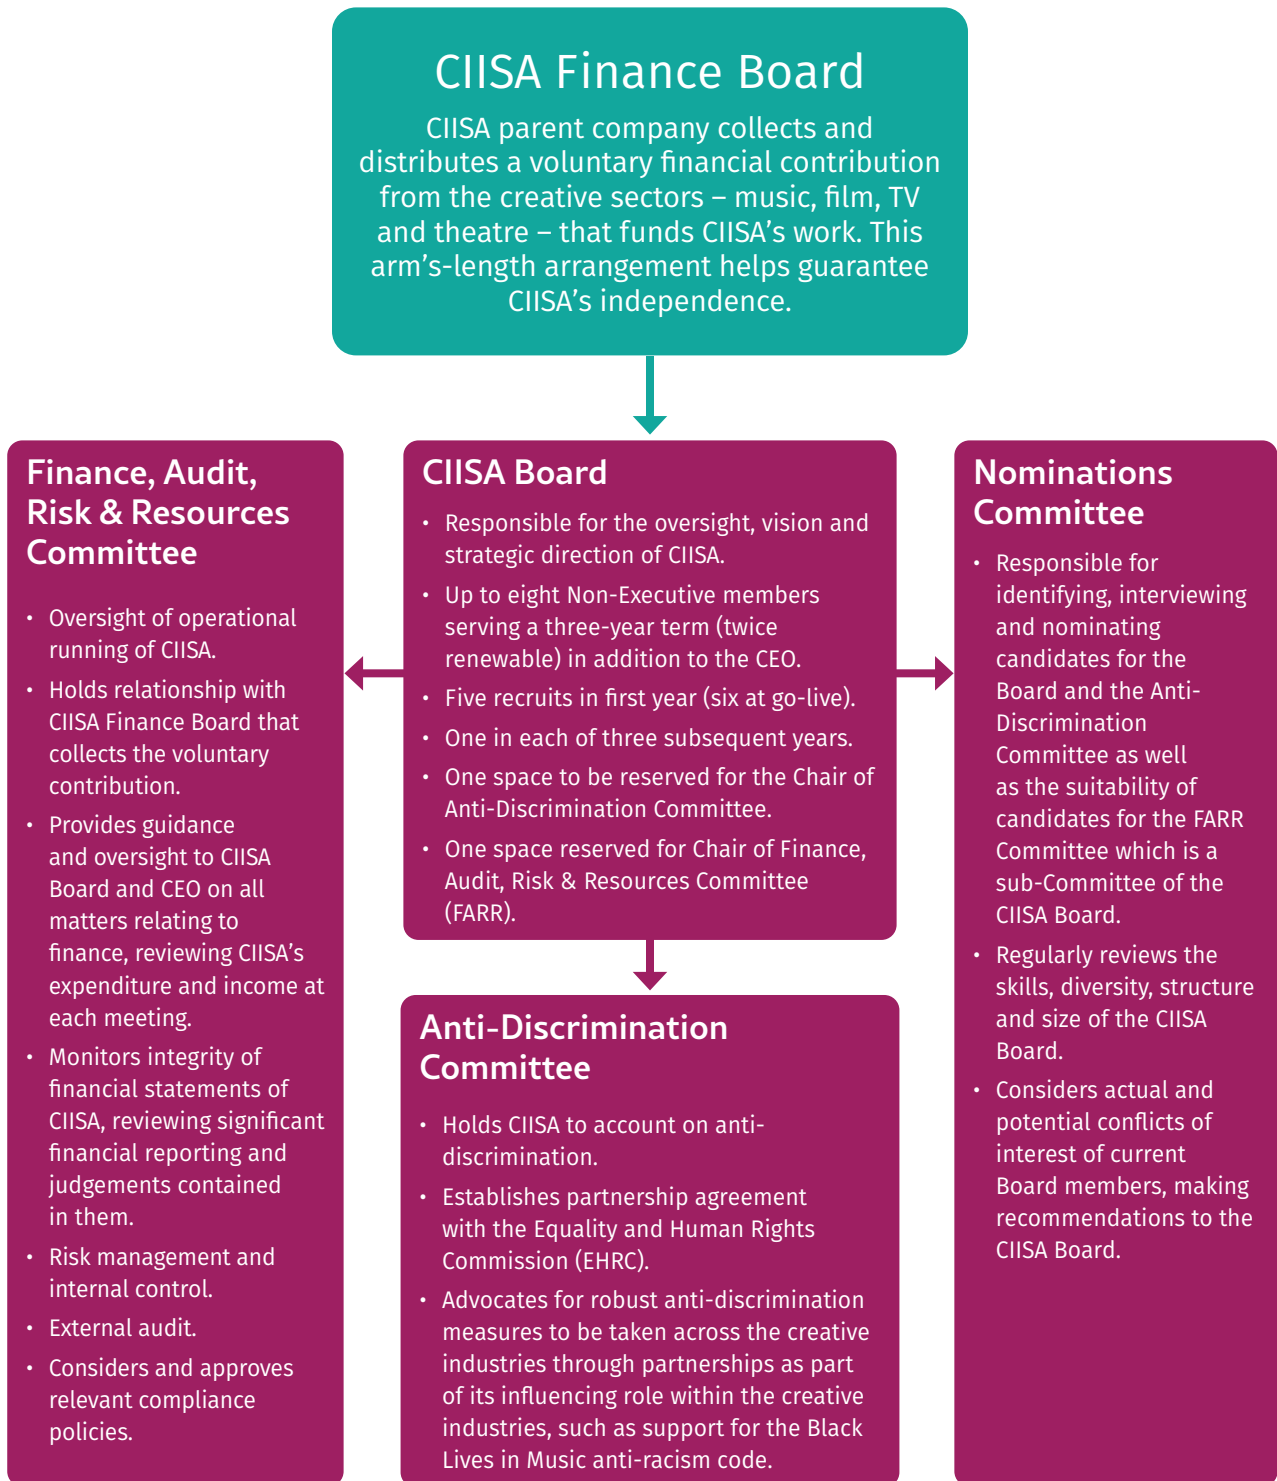 CIISA Finance Board
CIISA parent company collects and
distributes a voluntary financial contribution
from the creative sectors – music, film, TV
and theatre – that funds CIISA’s work. This
arm’s-length arrangement helps guarantee
CIISA’s independence.
Finance, Audit,
Risk & Resources
Committee
• Oversight of operational
running of CIISA.
• Holds relationship with
CIISA Finance Board that
collects the voluntary
contribution.
• Provides guidance
and oversight to CIISA
Board and CEO on all
matters relating to
finance, reviewing CIISA’s
expenditure and income at
each meeting.
• Monitors integrity of
financial statements of
CIISA, reviewing significant
financial reporting and
judgements contained
in them.
• Risk management and
internal control.
• External audit.
• Considers and approves
relevant compliance
policies.
CIISA Board
• Responsible for the oversight, vision and
strategic direction of CIISA.
• Up to eight Non-Executive members
serving a three-year term (twice
renewable) in addition to the CEO.
• Five recruits in first year (six at go-live).
• One in each of three subsequent years.
• One space to be reserved for the Chair of
Anti-Discrimination Committee.
• One space reserved for Chair of Finance,
Audit, Risk & Resources Committee
(FARR).
Anti-Discrimination
Committee
• Holds CIISA to account on anti-
discrimination.
• Establishes partnership agreement
with the Equality and Human Rights
Commission (EHRC).
• Advocates for robust anti-discrimination
measures to be taken across the creative
industries through partnerships as part
of its influencing role within the creative
industries, such as support for the Black
Lives in Music anti-racism code.
Nominations
Committee
• Responsible for
identifying, interviewing
and nominating
candidates for the
Board and the Anti-
Discrimination
Committee as well
as the suitability of
candidates for the FARR
Committee which is a
sub-Committee of the
CIISA Board.
• Regularly reviews the
skills, diversity, structure
and size of the CIISA
Board.
• Considers actual and
potential conflicts of
interest of current
Board members, making
recommendations to the
CIISA Board.